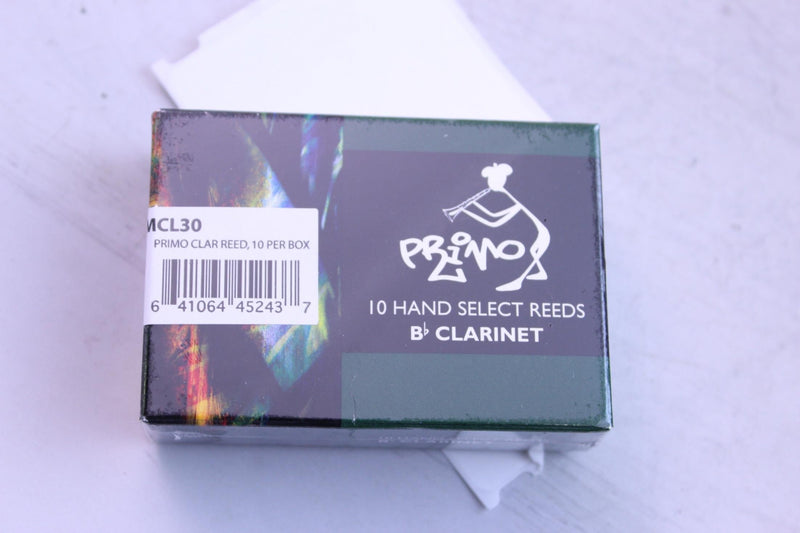 MCL30
PRIMO CLAR REED, 10 PER BOX
6 41064 45243 7
PRIMO
10 HAND SELECT REEDS
B♭ CLARINET